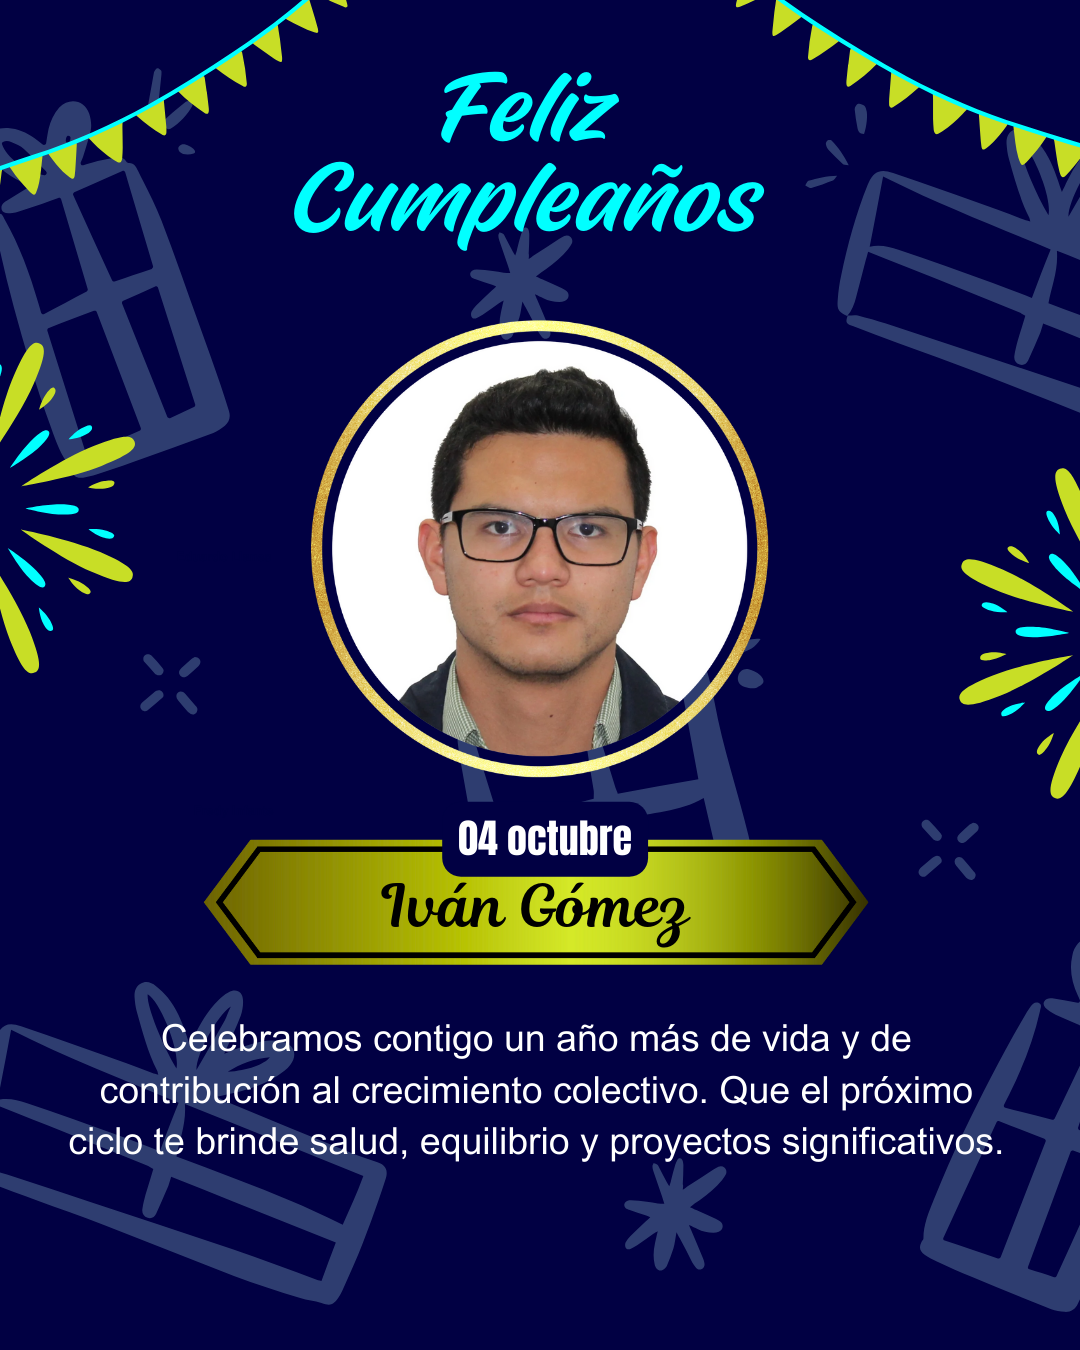 Feliz
Cumpleaños
04 octubre
Iván Gómez
Celebramos contigo un año más de vida y de
contribución al crecimiento colectivo. Que el próximo
ciclo te brinde salud, equilibrio y proyectos significativos.